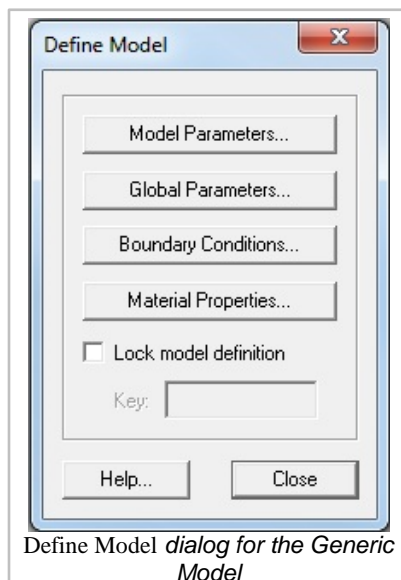 Define Model
Model Parameters...
Global Parameters...
Boundary Conditions...
Material Properties...
Lock model definition
Key:
Help...
Close
Define Model dialog for the Generic
Model